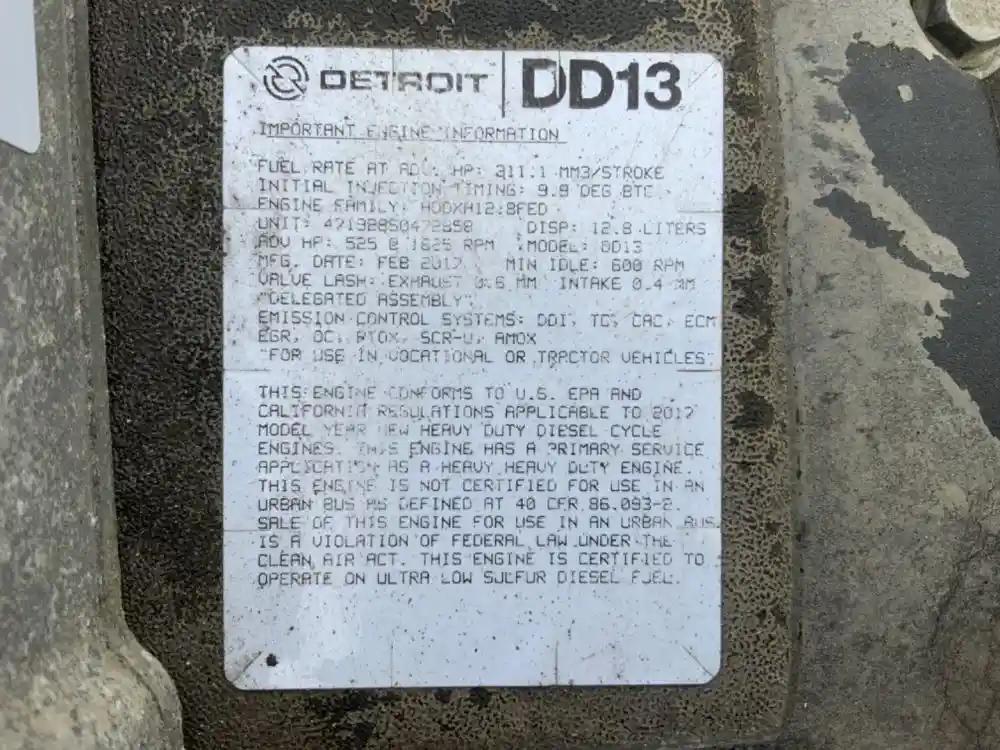 DETROIT DD13
IMPORTANT ENGINE INFORMATION
FUEL RATE AT ADV. HP: 311.1 MM3/STROKE
INITIAL INJECTION TIMING: 9.8 DEG BTC
ENGINE FAMILY: HDDXH12.8FED
UNIT: DISP: 12.8 LITERS
ADV HP: 525 @ 1625 RPM MODEL: DD13
MFG. DATE: FEB 2017 MIN IDLE: 600 RPM
VALVE LASH: EXHAUST 0.6 MM INTAKE 0.4 MM
"DELEGATED ASSEMBLY"
EMISSION CONTROL SYSTEMS: DDI, TC, CAC, ECM
EGR, OC, PTOX, SCR-U, AMOX
"FOR USE IN VOCATIONAL OR TRACTOR VEHICLES"
THIS ENGINE CONFORMS TO U.S. EPA AND
CALIFORNIA REGULATIONS APPLICABLE TO 2017
MODEL YEAR NEW HEAVY DUTY DIESEL CYCLE
ENGINES. THIS ENGINE HAS A PRIMARY SERVICE
APPLICATION AS A HEAVY HEAVY DUTY ENGINE.
THIS ENGINE IS NOT CERTIFIED FOR USE IN AN
URBAN BUS AS DEFINED AT 40 CFR 86.093-2.
SALE OF THIS ENGINE FOR USE IN AN URBAN BUS
IS A VIOLATION OF FEDERAL LAW UNDER THE
CLEAN AIR ACT. THIS ENGINE IS CERTIFIED TO
OPERATE ON ULTRA LOW SULFUR DIESEL FUEL.